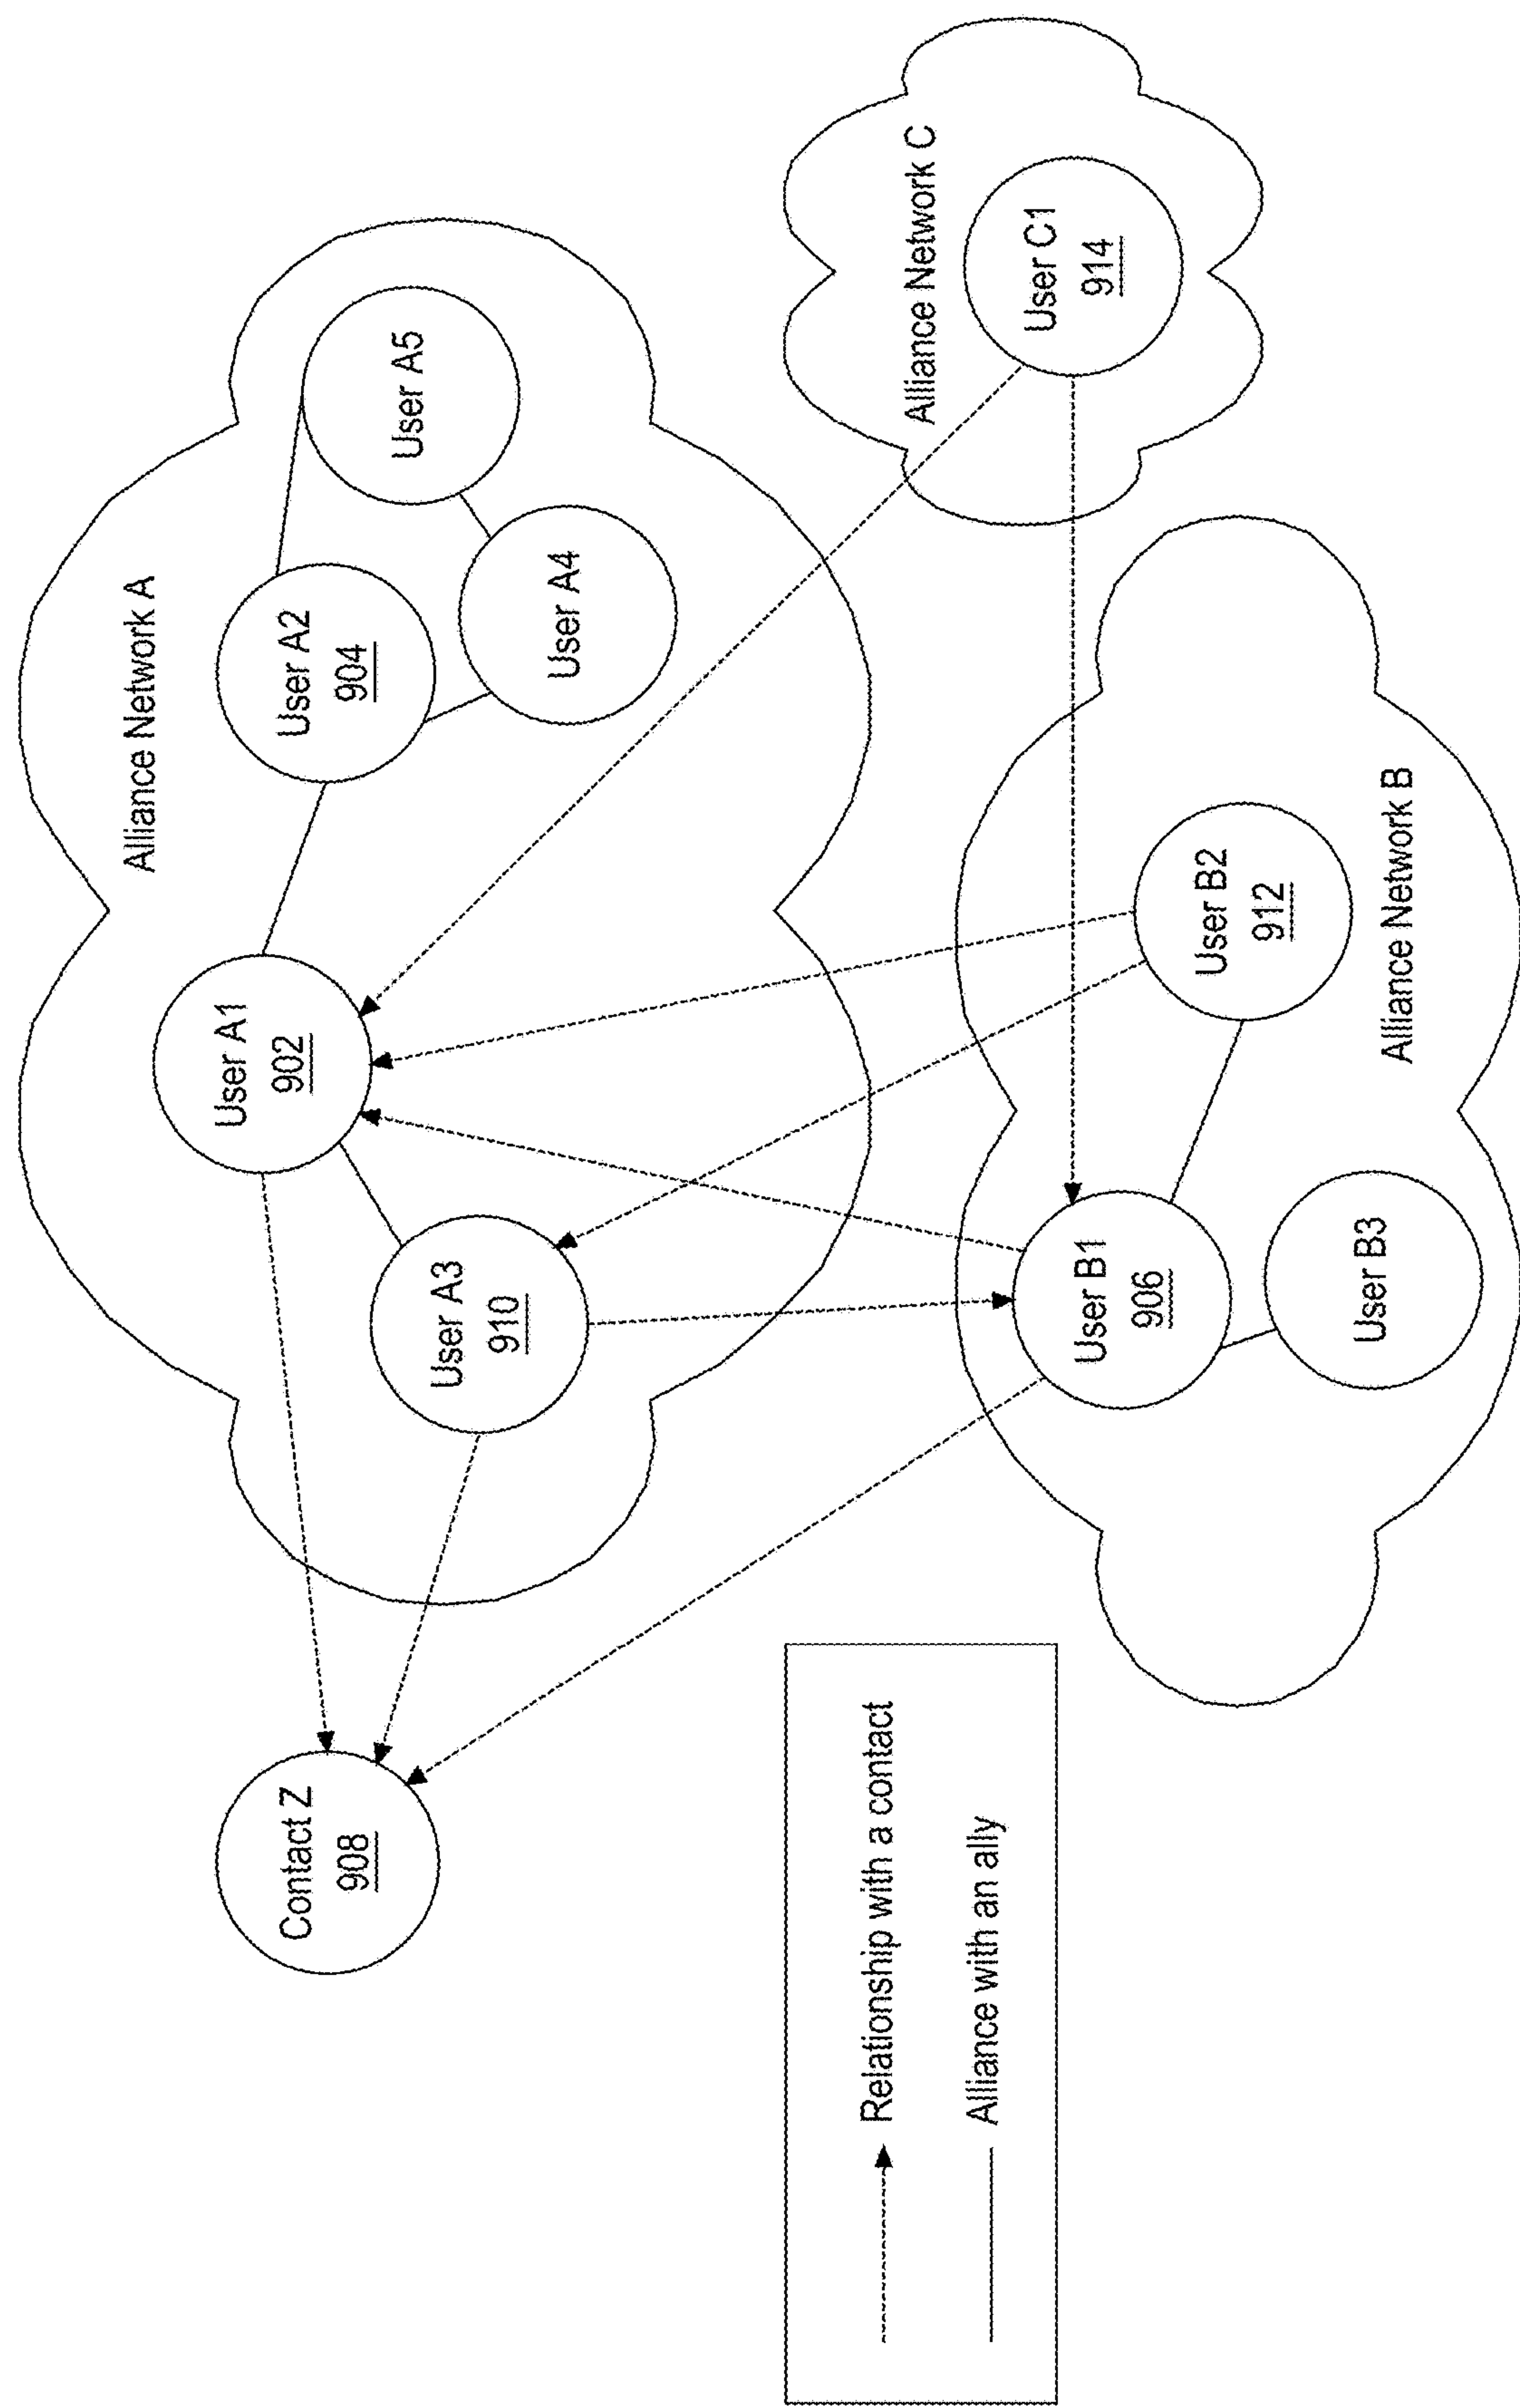 Alliance Network A
Contact Z
908
User A1
902
User A2
904
User A5
User A3
910
User A4
Alliance Network C
User C1
914
User B1
906
User B2
912
User B3
Alliance Network B
Relationship with a contact
Alliance with an ally